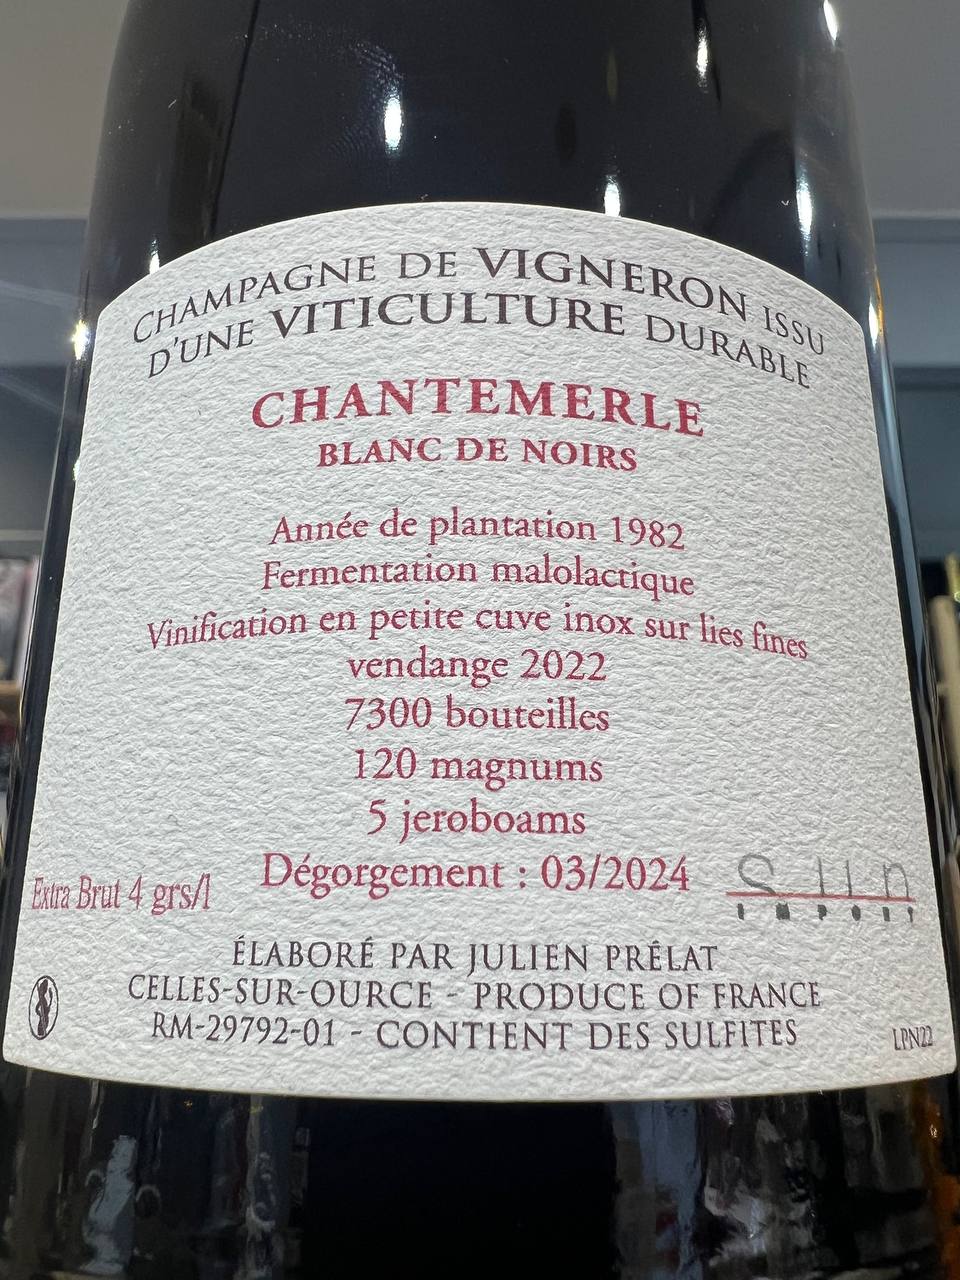 CHAMPAGNE DE VIGNERON ISSU
D'UNE VITICULTURE DURABLE
CHANTEMERLE
BLANC DE NOIRS
Année de plantation 1982
Fermentation malolactique
Vinification en petite cuve inox sur lies fines
vendange 2022
7300 bouteilles
120 magnums
5 jeroboams
Dégorgement : 03/2024
Extra Brut 4 grs/l
Sun
IMPORT
ÉLABORÉ PAR JULIEN PRÉLAT
CELLES-SUR-OURCE - PRODUCE OF FRANCE
RM-29792-01 - CONTIENT DES SULFITES
LPN22